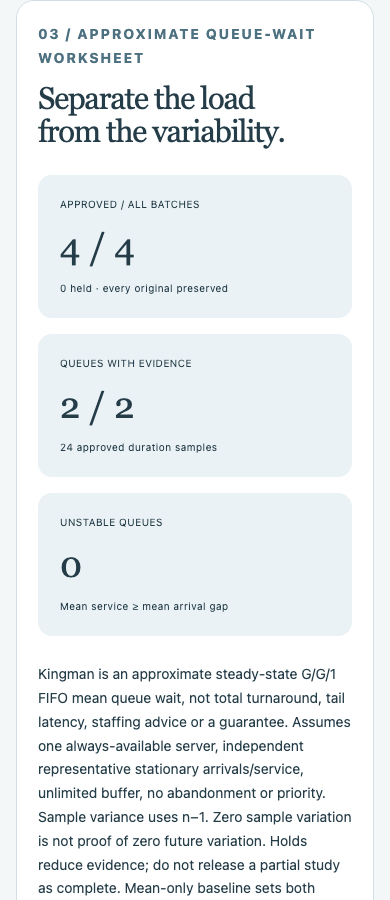 03 / APPROXIMATE QUEUE-WAIT
WORKSHEET
Separate the load
from the variability.
APPROVED / ALL BATCHES
4 / 4
0 held · every original preserved
QUEUES WITH EVIDENCE
2 / 2
24 approved duration samples
UNSTABLE QUEUES
0
Mean service ≥ mean arrival gap
Kingman is an approximate steady-state G/G/1
FIFO mean queue wait, not total turnaround, tail
latency, staffing advice or a guarantee. Assumes
one always-available server, independent
representative stationary arrivals/service,
unlimited buffer, no abandonment or priority.
Sample variance uses n−1. Zero sample variation
is not proof of zero future variation. Holds
reduce evidence; do not release a partial study
as complete. Mean-only baseline sets both